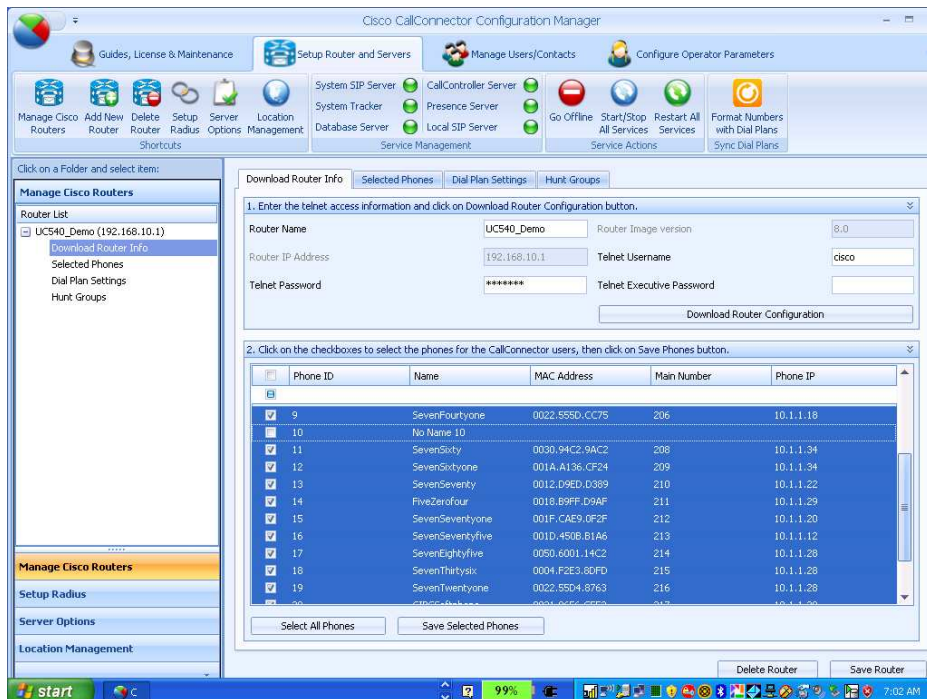 Cisco CallConnector Configuration Manager
Guides, License & Maintenance
Setup Router and Servers
Manage Users/Contacts
Configure Operator Parameters
Manage Cisco Routers
Add New Router
Delete Router
Setup Radius
Server Options
Location Management
Shortcuts
System SIP Server
CallController Server
System Tracker
Presence Server
Database Server
Local SIP Server
Service Management
Go Offline
Start/Stop All Services
Restart All Services
Service Actions
Format Numbers with Dial Plans
Sync Dial Plans
Click on a Folder and select item:
Manage Cisco Routers
Router List
UC540_Demo (192.168.10.1)
Download Router Info
Selected Phones
Dial Plan Settings
Hunt Groups
Manage Cisco Routers
Setup Radius
Server Options
Location Management
Download Router Info Selected Phones Dial Plan Settings Hunt Groups
1. Enter the telnet access information and click on Download Router Configuration button.
Router Name UC540_Demo Router Image version 8.0
Router IP Address 192.168.10.1 Telnet Username cisco
Telnet Password ******* Telnet Executive Password
Download Router Configuration
2. Click on the checkboxes to select the phones for the CallConnector users, then click on Save Phones button.
Phone ID Name MAC Address Main Number Phone IP
9 SevenFourtyone 0022.555D.CC75 206 10.1.1.18
10 No Name 10
11 SevenSixty 0030.94C2.9AC2 208 10.1.1.34
12 SevenSixtyone 001A.A136.CF24 209 10.1.1.34
13 SevenSeventy 0012.D9ED.D389 210 10.1.1.22
14 FiveZerofour 0018.B9FF.D9AF 211 10.1.1.29
15 SevenSeventyone 001F.CAE9.0F2F 212 10.1.1.20
16 SevenSeventyfive 001D.450B.B1A6 213 10.1.1.12
17 SevenEightyfive 0050.6001.14C2 214 10.1.1.28
18 SevenThirtysix 0004.F2E3.8DFD 215 10.1.1.28
19 SevenTwentyone 0022.55D4.8763 216 10.1.1.28
Select All Phones Save Selected Phones
Delete Router Save Router
start C 99% 7:02 AM